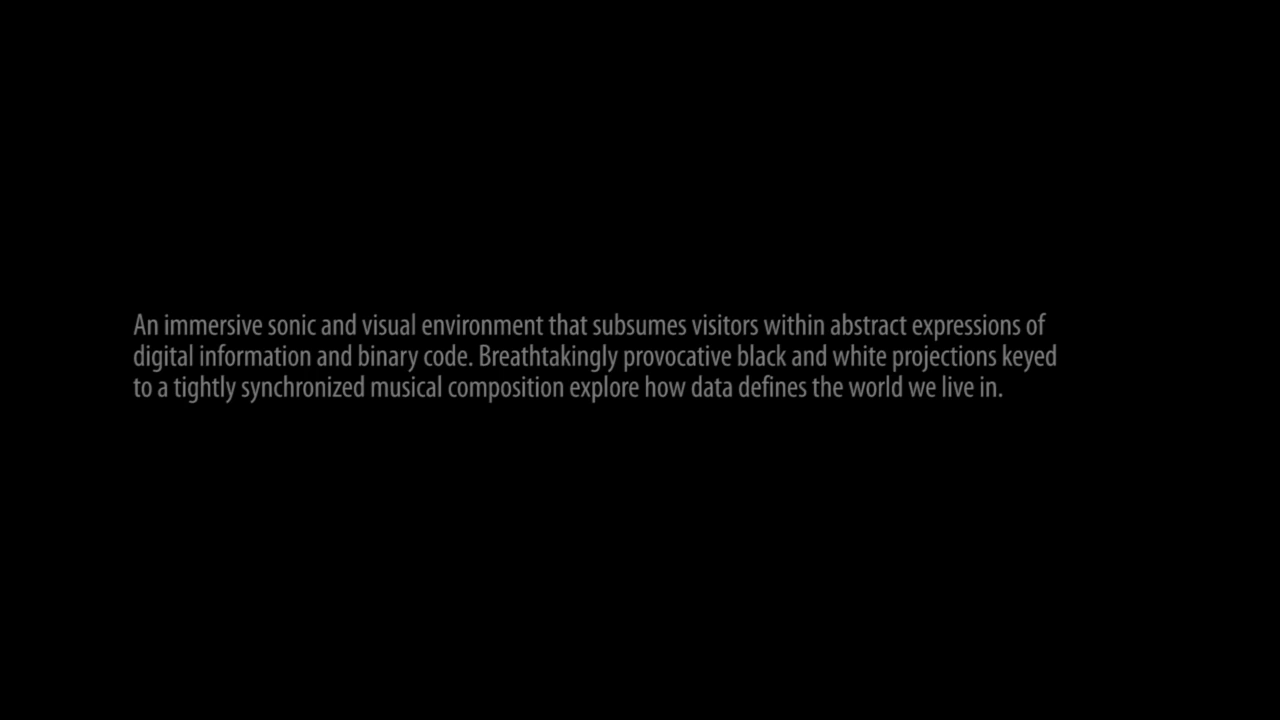 An immersive sonic and visual environment that subsumes visitors within abstract expressions of
digital information and binary code. Breathtakingly provocative black and white projections keyed
to a tightly synchronized musical composition explore how data defines the world we live in.